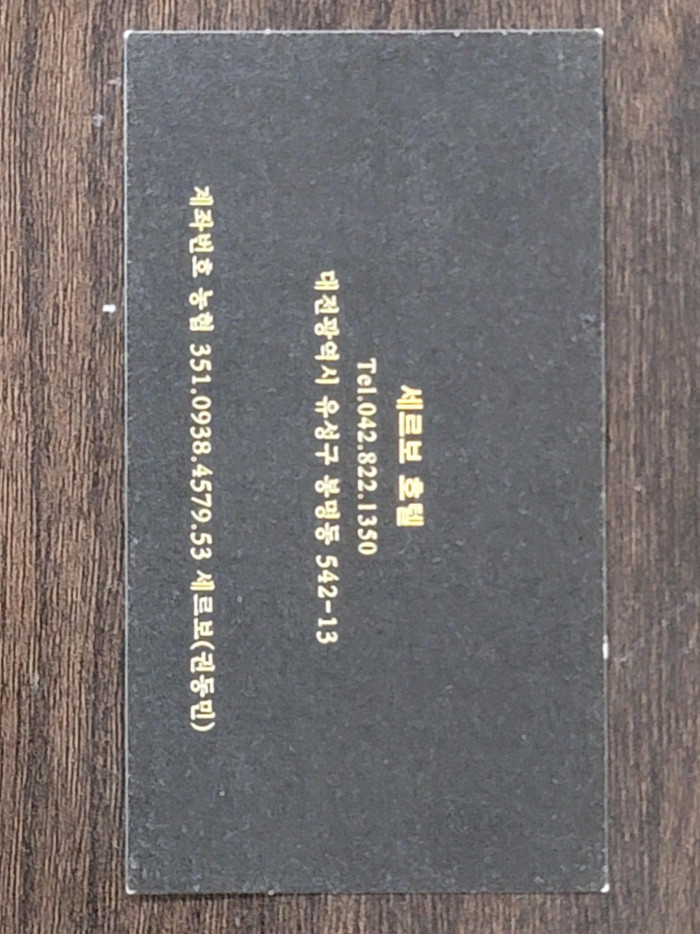 세르보 호텔
Tel.042.822.1350
대전광역시 유성구 봉명동 542-13
계좌번호 농협 351.0938.4579.53 세르보(권동민)